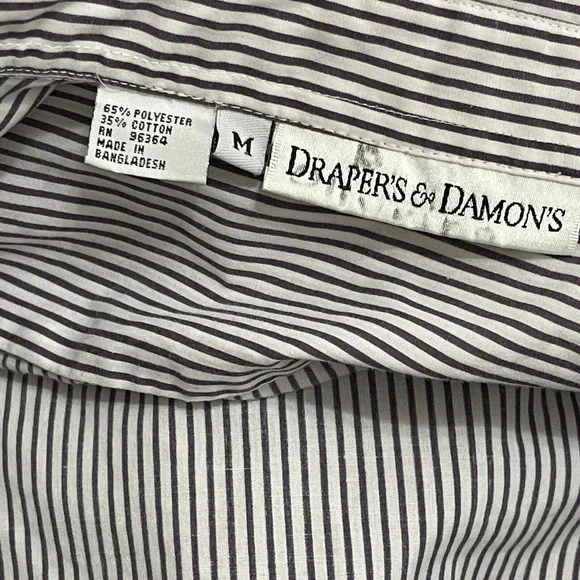 65% POLYESTER
35% COTTON
RN 96364
MADE IN
BANGLADESH
M
DRAPER'S & DAMON'S